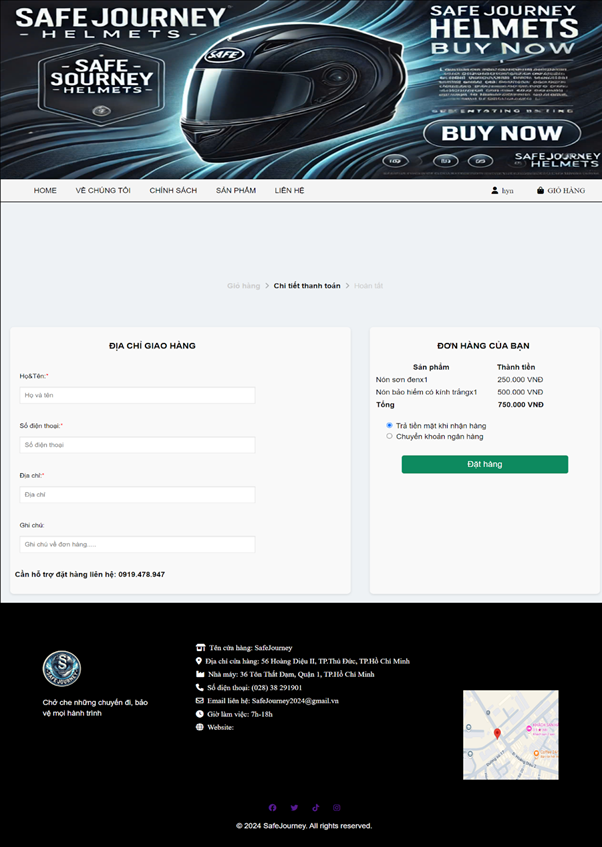 SAFE JOURNEY
- HELMETS -
SAFE
JOURNEY
-HELMETS-
SAFE
SAFE JOURNEY
HELMETS
BUY NOW
BUY NOW
SAFEJOURNEY
HELMETS
HOME VỀ CHÚNG TÔI CHÍNH SÁCH SẢN PHẨM LIÊN HỆ hyu GIỎ HÀNG
Giỏ hàng > Chi tiết thanh toán > Hoàn tất
ĐỊA CHỈ GIAO HÀNG
Họ&Tên:*
Họ và tên
Số điện thoại:*
Số điện thoại
Địa chỉ:*
Địa chỉ
Ghi chú:
Ghi chú về đơn hàng.....
Cần hỗ trợ đặt hàng liên hệ: 0919.478.947
ĐƠN HÀNG CỦA BẠN
Sản phẩm Thành tiền
Nón sơn đenx1 250.000 VNĐ
Nón bảo hiểm có kính trắngx1 500.000 VNĐ
Tổng 750.000 VNĐ
Trả tiền mặt khi nhận hàng
Chuyển khoản ngân hàng
Đặt hàng
SAFE JOURNEY
Chở che những chuyến đi, bảo
vệ mọi hành trình
Tên cửa hàng: SafeJourney
Địa chỉ cửa hàng: 56 Hoàng Diệu II, TP.Thủ Đức, TP.Hồ Chí Minh
Nhà máy: 36 Tôn Thất Đạm, Quận 1, TP.Hồ Chí Minh
Số điện thoại: (028) 38 291901
Email liên hệ: SafeJourney2024@gmail.vn
Giờ làm việc: 7h-18h
Website:
© 2024 SafeJourney. All rights reserved.